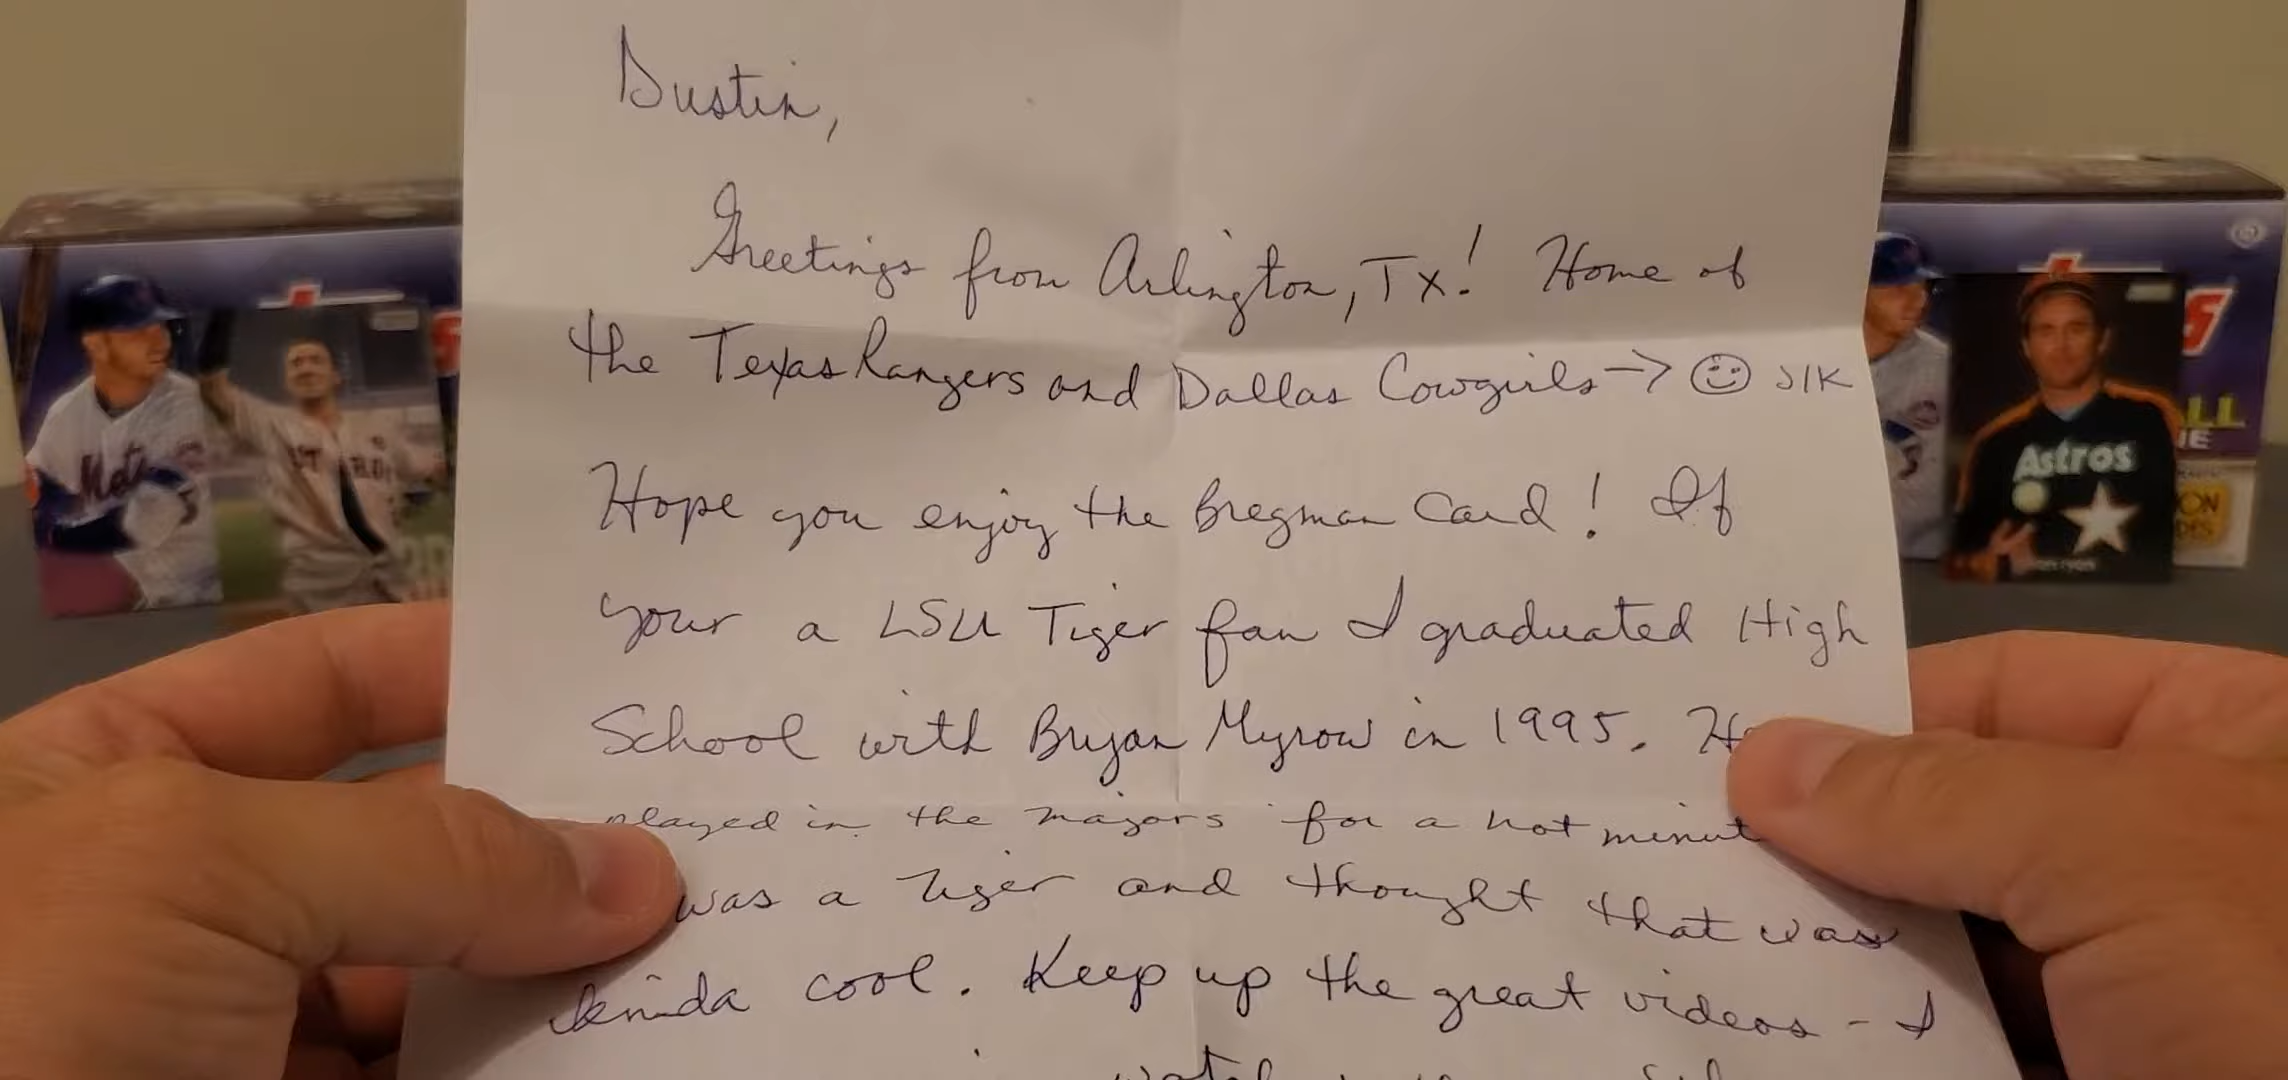 Dustin,
Greetings from Arlington, TX! Home of
the Texas Rangers and Dallas Cowgirls → ☺ J/K
Hope you enjoy the Bregman Card! If
your a LSU Tiger fan I graduated High
School with Bryan Myrow in 1995.
played in the majors for a hot
was a Tiger and thought that was
kinda cool. Keep up the great videos - I
Mets
Astros